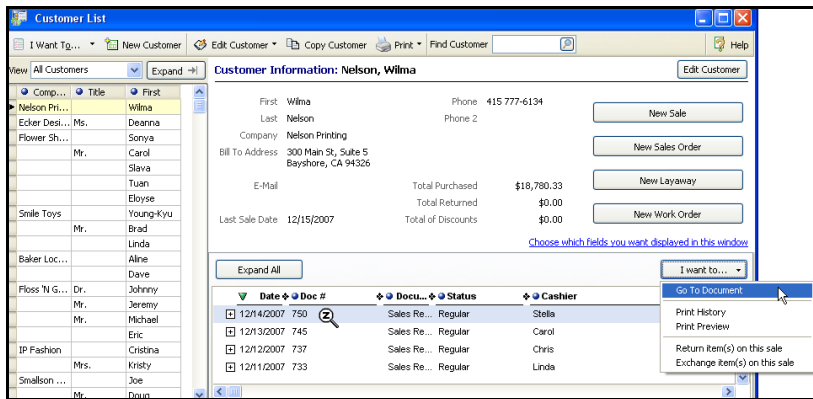 Customer List
I Want To... New Customer Edit Customer Copy Customer Print Find Customer Help
View All Customers Expand
Comp... Title First
Nelson Pri... Wilma
Ecker Desi... Ms. Deanna
Flower Sh... Sonya
Mr. Carol
Slava
Tuan
Eloyse
Smile Toys Young-Kyu
Mr. Brad
Linda
Baker Loc... Aline
Dave
Floss 'N G... Dr. Johnny
Mr. Jeremy
Mr. Michael
Eric
IP Fashion Cristina
Mrs. Kristy
Smallson ... Joe
Mr. Doug
Customer Information: Nelson, Wilma Edit Customer
First Wilma Phone 415 777-6134
Last Nelson Phone 2
Company Nelson Printing
Bill To Address 300 Main St, Suite 5
Bayshore, CA 94326
E-Mail Total Purchased $18,780.33
Total Returned $0.00
Last Sale Date 12/15/2007 Total of Discounts $0.00
New Sale
New Sales Order
New Layaway
New Work Order
Choose which fields you want displayed in this window
Expand All I want to...
Date Doc # Docu... Status Cashier
12/14/2007 750 Sales Re... Regular Stella
12/13/2007 745 Sales Re... Regular Carol
12/12/2007 737 Sales Re... Regular Chris
12/11/2007 733 Sales Re... Regular Linda
Go To Document
Print History
Print Preview
Return item(s) on this sale
Exchange item(s) on this sale